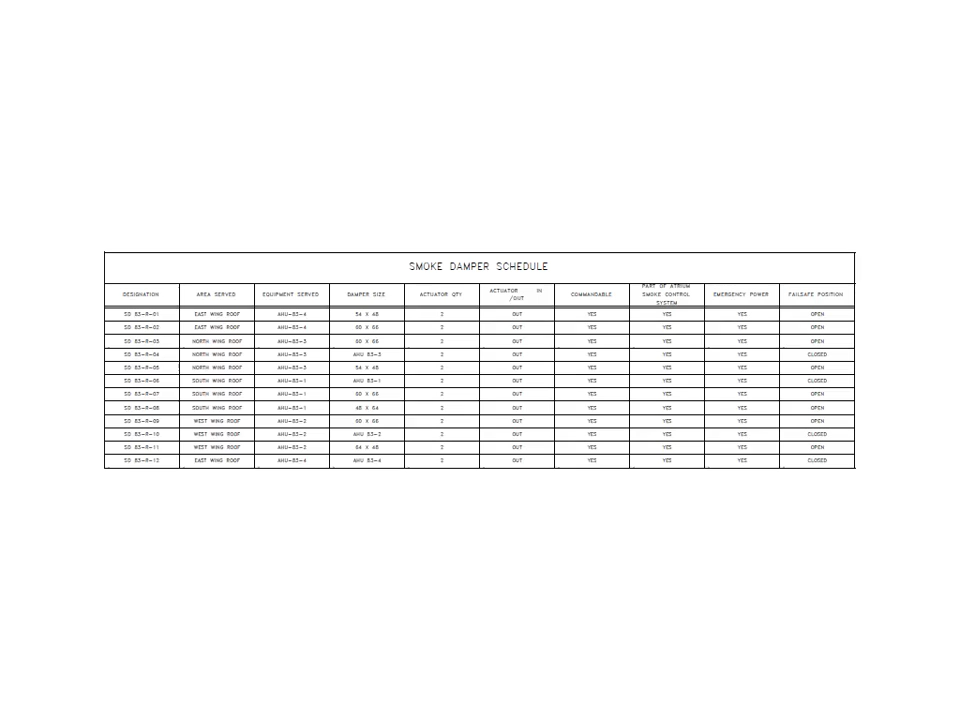 SMOKE DAMPER SCHEDULE
DESIGNATION AREA SERVED EQUIPMENT SERVED DAMPER SIZE ACTUATOR QTY ACTUATOR IN /OUT COMMANDABLE PART OF ATRIUM SMOKE CONTROL SYSTEM EMERGENCY POWER FAILSAFE POSITION
SD 83-R-01 EAST WING ROOF AHU-83-4 54 X 48 2 OUT YES YES YES OPEN
SD 83-R-02 EAST WING ROOF AHU-83-4 60 X 66 2 OUT YES YES YES OPEN
SD 83-R-03 NORTH WING ROOF AHU-83-3 60 X 66 2 OUT YES YES YES OPEN
SD 83-R-04 NORTH WING ROOF AHU-83-3 AHU 83-3 2 OUT YES YES YES CLOSED
SD 83-R-05 NORTH WING ROOF AHU-83-3 54 X 48 2 OUT YES YES YES OPEN
SD 83-R-06 SOUTH WING ROOF AHU-83-1 AHU 83-1 2 OUT YES YES YES CLOSED
SD 83-R-07 SOUTH WING ROOF AHU-83-1 60 X 66 2 OUT YES YES YES OPEN
SD 83-R-08 SOUTH WING ROOF AHU-83-1 48 X 64 2 OUT YES YES YES OPEN
SD 83-R-09 WEST WING ROOF AHU-83-2 60 X 66 2 OUT YES YES YES OPEN
SD 83-R-10 WEST WING ROOF AHU-83-2 AHU 83-2 2 OUT YES YES YES CLOSED
SD 83-R-11 WEST WING ROOF AHU-83-2 64 X 48 2 OUT YES YES YES OPEN
SD 83-R-12 EAST WING ROOF AHU-83-4 AHU 83-4 2 OUT YES YES YES CLOSED